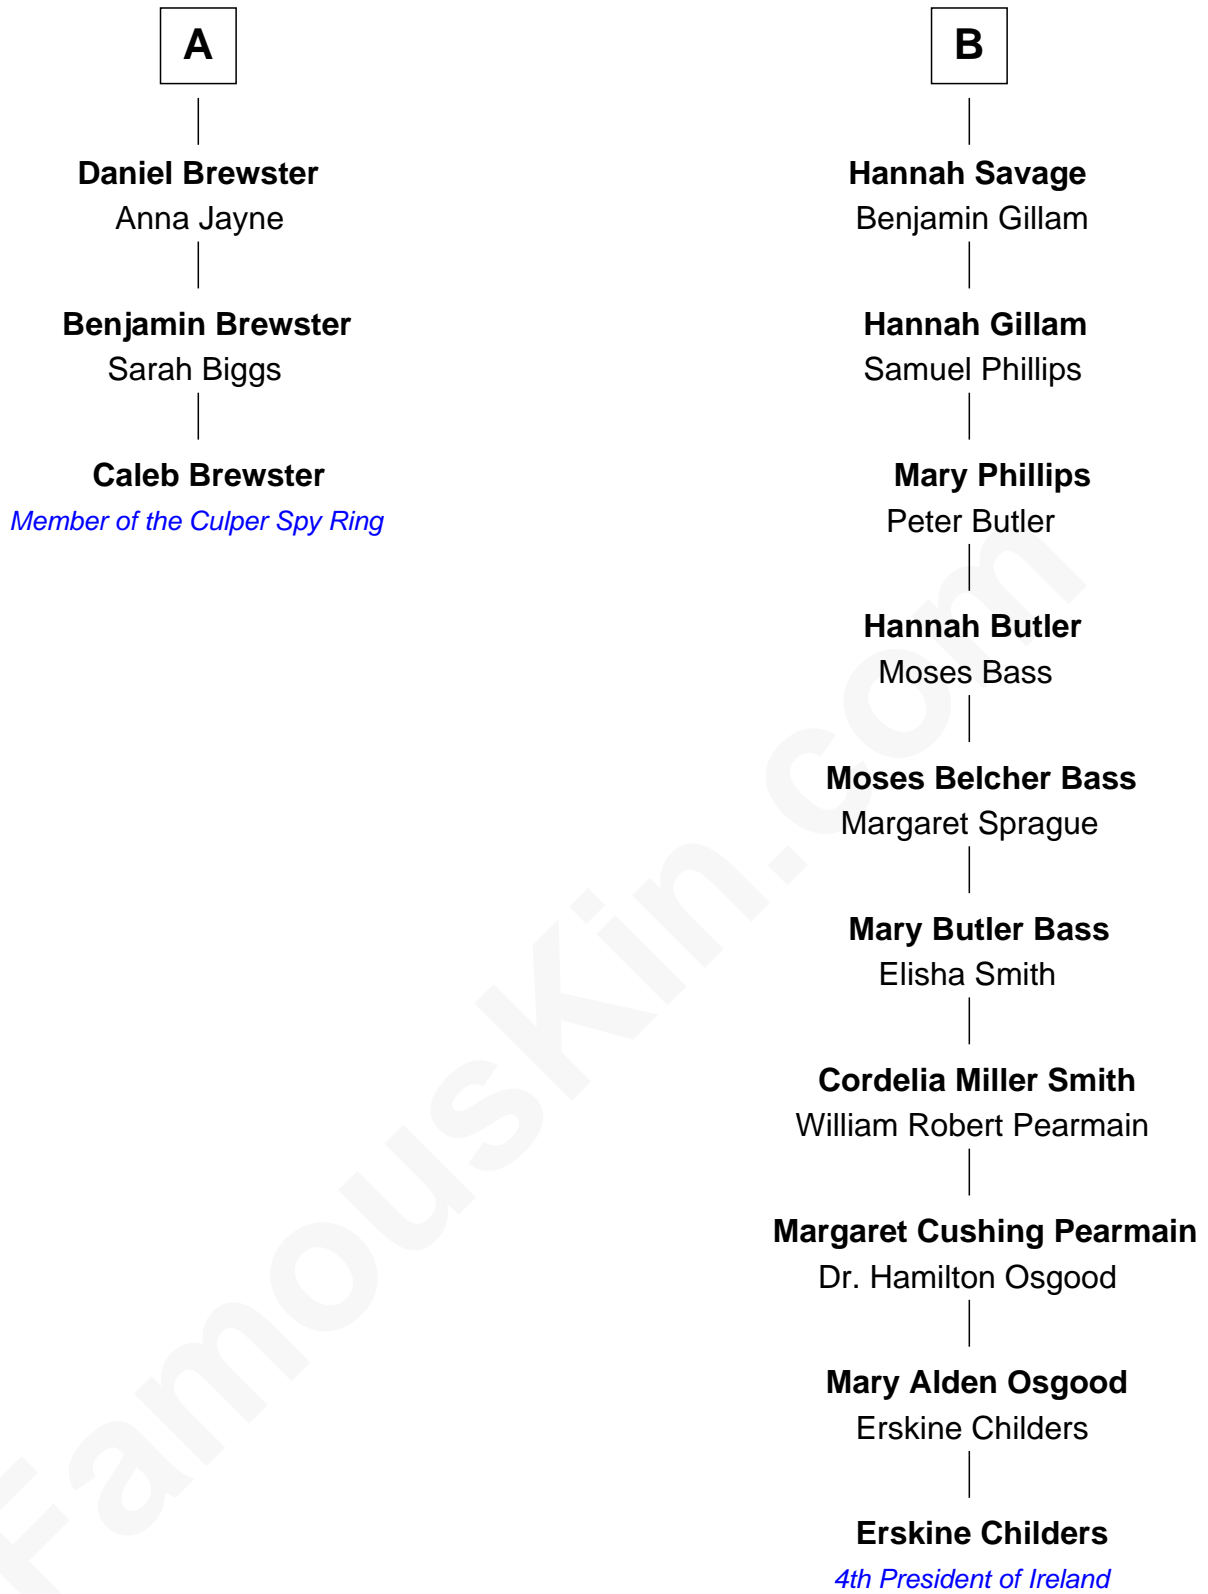 A
Daniel Brewster
Anna Jayne
Benjamin Brewster
Sarah Biggs
Caleb Brewster
Member of the Culper Spy Ring
B
Hannah Savage
Benjamin Gillam
Hannah Gillam
Samuel Phillips
Mary Phillips
Peter Butler
Hannah Butler
Moses Bass
Moses Belcher Bass
Margaret Sprague
Mary Butler Bass
Elisha Smith
Cordelia Miller Smith
William Robert Pearmain
Margaret Cushing Pearmain
Dr. Hamilton Osgood
Mary Alden Osgood
Erskine Childers
Erskine Childers
4th President of Ireland
FamousKin.com